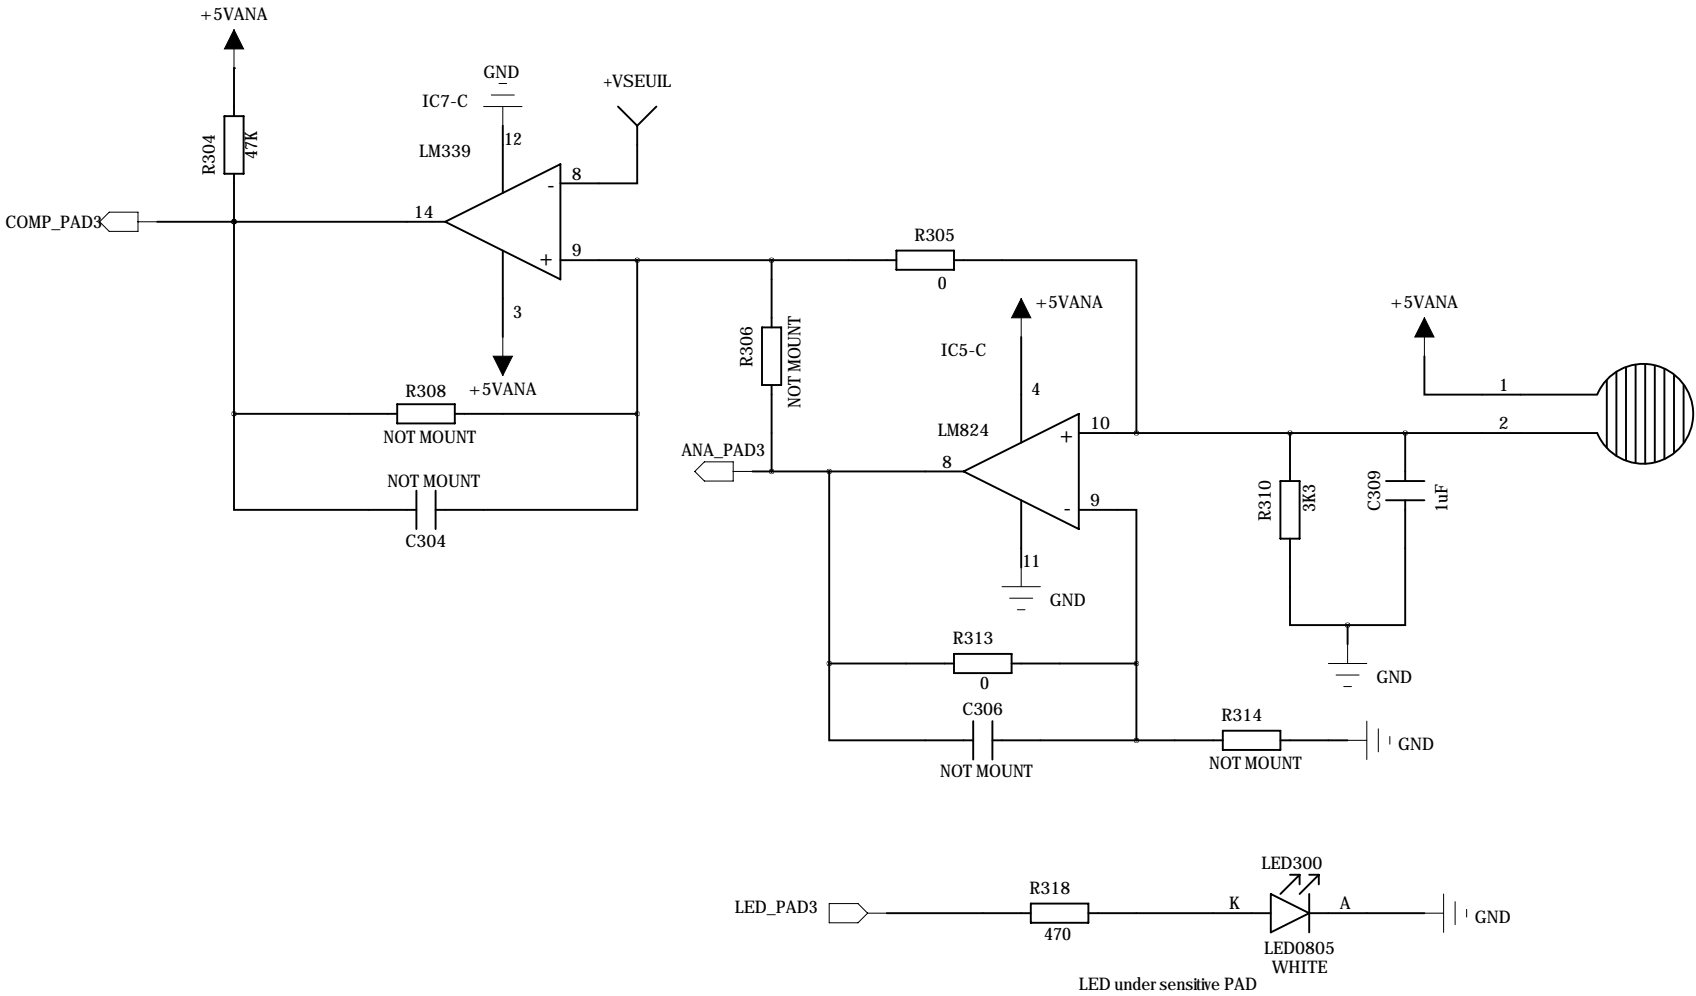 +5VANA
R304
47K
COMP_PAD3
GND
IC7-C
12
LM339
+VSEUIL
8
-
14
9
+
3
+5VANA
R308
NOT MOUNT
NOT MOUNT
C304
R305
0
R306
NOT MOUNT
ANA_PAD3
+5VANA
IC5-C
4
LM824
10
+
8
9
-
11
GND
R313
0
C306
NOT MOUNT
R314
NOT MOUNT
GND
+5VANA
1
2
R310
3K3
C309
1uF
GND
LED_PAD3
R318
470
LED300
K
A
GND
LED0805
WHITE
LED under sensitive PAD